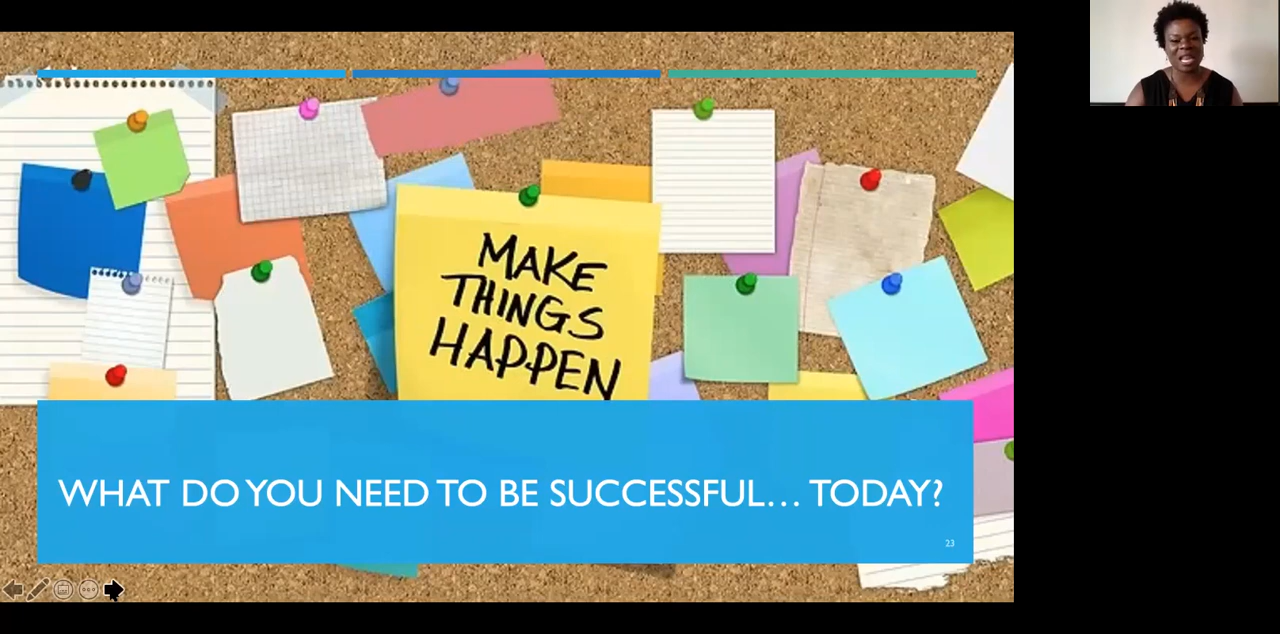 MAKE
THINGS
HAPPEN
WHAT DO YOU NEED TO BE SUCCESSFUL… TODAY?
23